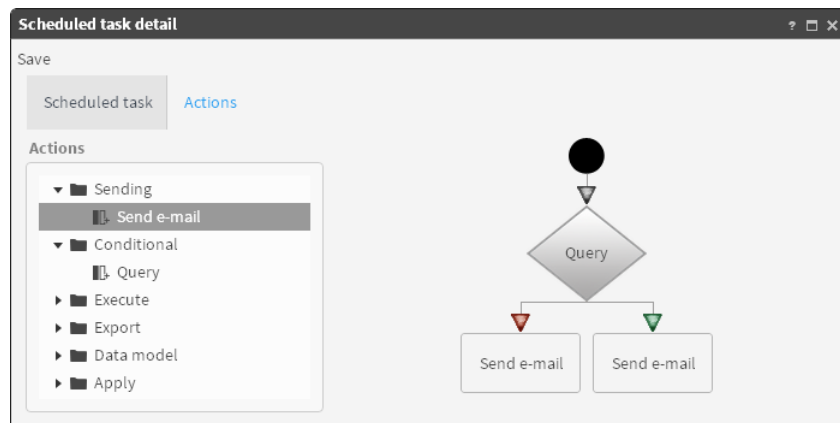 Scheduled task detail
?
Save
Scheduled task
Actions
Actions
Sending
Send e-mail
Conditional
Query
Execute
Export
Data model
Apply
Query
Send e-mail
Send e-mail